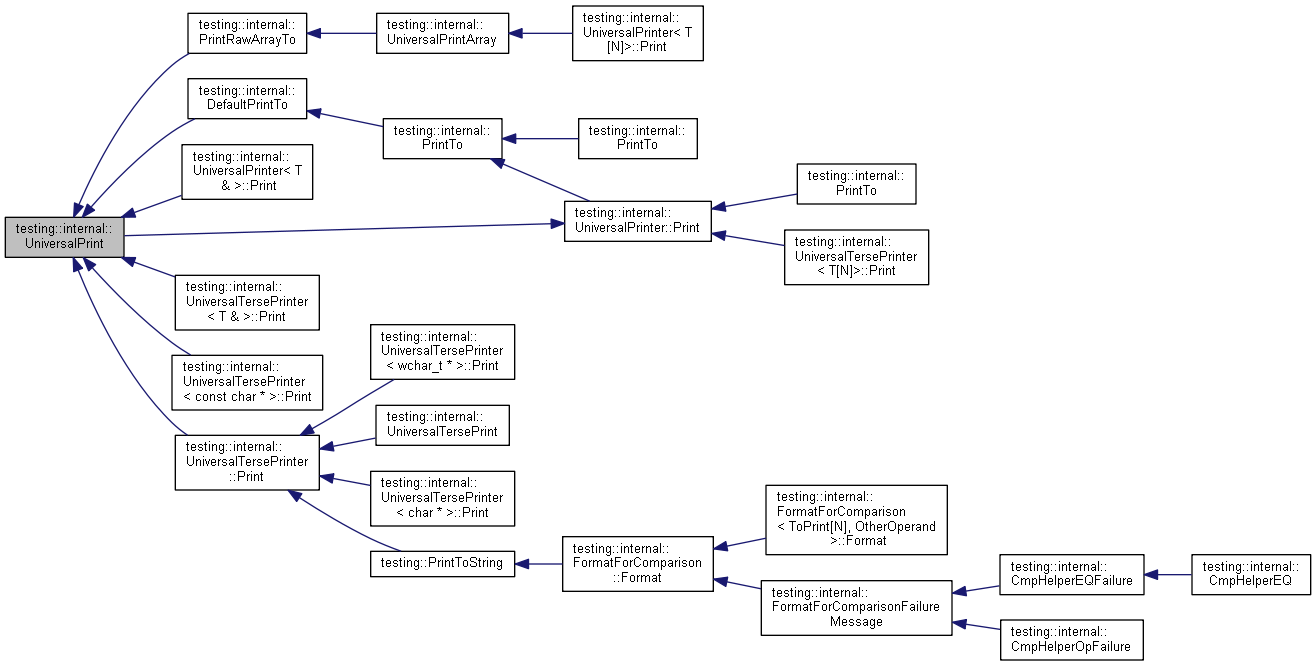 testing::internal::
PrintRawArrayTo
testing::internal::
UniversalPrintArray
testing::internal::
UniversalPrinter< T
[N]>::Print
testing::internal::
DefaultPrintTo
testing::internal::
PrintTo
testing::internal::
PrintTo
testing::internal::
UniversalPrinter< T
& >::Print
testing::internal::
PrintTo
testing::internal::
UniversalPrint
testing::internal::
UniversalPrinter::Print
testing::internal::
UniversalTersePrinter
< T[N]>::Print
testing::internal::
UniversalTersePrinter
< T & >::Print
testing::internal::
UniversalTersePrinter
< wchar_t * >::Print
testing::internal::
UniversalTersePrinter
< const char * >::Print
testing::internal::
UniversalTersePrint
testing::internal::
UniversalTersePrinter
::Print
testing::internal::
UniversalTersePrinter
< char * >::Print
testing::PrintToString
testing::internal::
FormatForComparison
::Format
testing::internal::
FormatForComparison
< ToPrint[N], OtherOperand
>::Format
testing::internal::
FormatForComparisonFailure
Message
testing::internal::
CmpHelperEQFailure
testing::internal::
CmpHelperEQ
testing::internal::
CmpHelperOpFailure